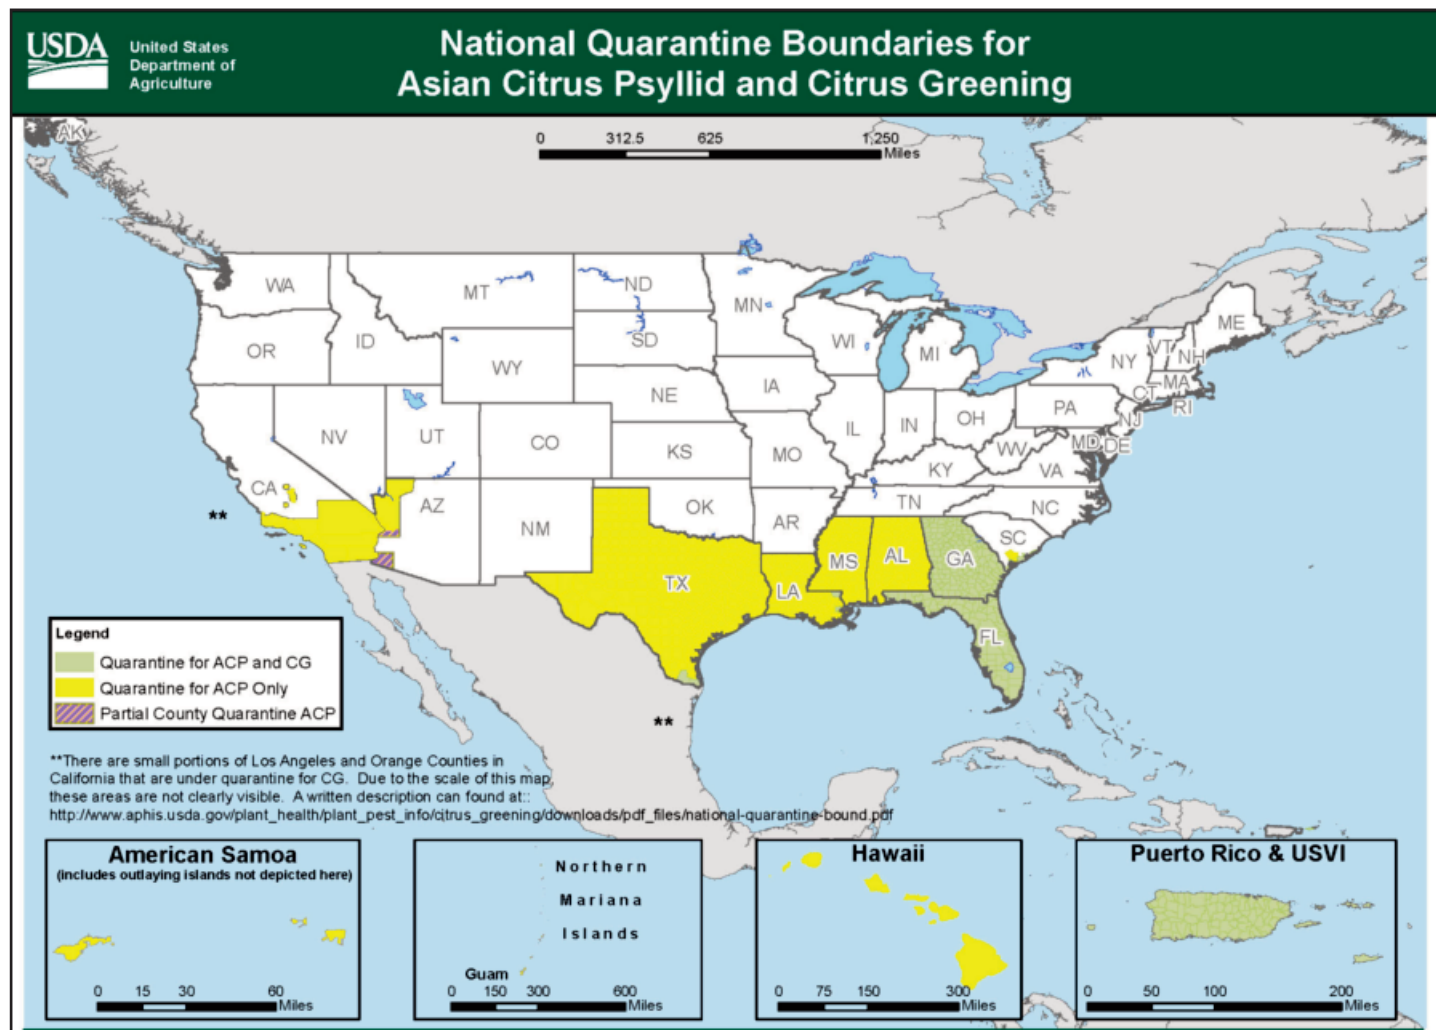 USDA
United States
Department of
Agriculture
National Quarantine Boundaries for
Asian Citrus Psyllid and Citrus Greening
0 312.5 625 1,250
Miles
AK
WA
MT
ND
MN
ME
OR
ID
SD
WI
MI
NY
VT
NH
WY
MA
CT
RI
NE
IA
PA
NJ
NV
UT
CO
KS
MO
IL
IN
OH
WV
MD
DE
VA
KY
CA
AZ
NM
OK
AR
TN
NC
SC
**
TX
LA
MS
AL
GA
FL
Legend
Quarantine for ACP and CG
Quarantine for ACP Only
Partial County Quarantine ACP
**
**There are small portions of Los Angeles and Orange Counties in
California that are under quarantine for CG. Due to the scale of this map,
these areas are not clearly visible. A written description can found at::
http://www.aphis.usda.gov/plant_health/plant_pest_info/citrus_greening/downloads/pdf_files/national-quarantine-bound.pdf
American Samoa
(includes outlaying islands not depicted here)
0 15 30 60
Miles
Northern
Mariana
Islands
Guam
0 150 300 600
Miles
Hawaii
0 75 150 300
Miles
Puerto Rico & USVI
0 50 100 200
Miles